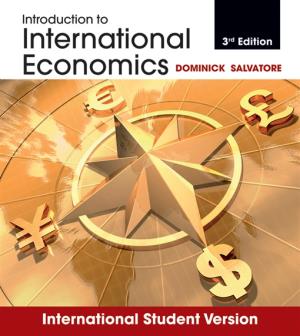 Introduction to
International
Economics
3rd Edition
DOMINICK SALVATORE
€
£
¥
$
International Student Version